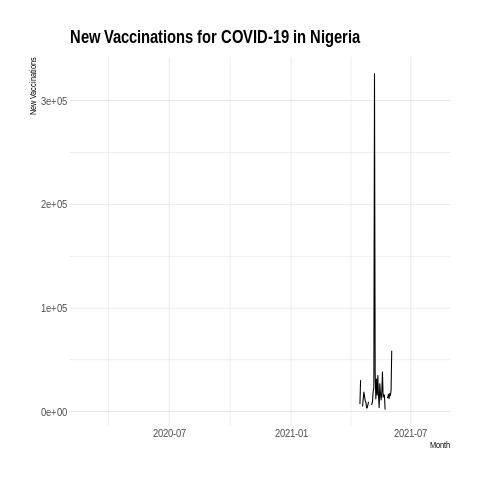 New Vaccinations for COVID-19 in Nigeria
New Vaccinations
3e+05
2e+05
1e+05
0e+00
2020-07
2021-01
2021-07
Month